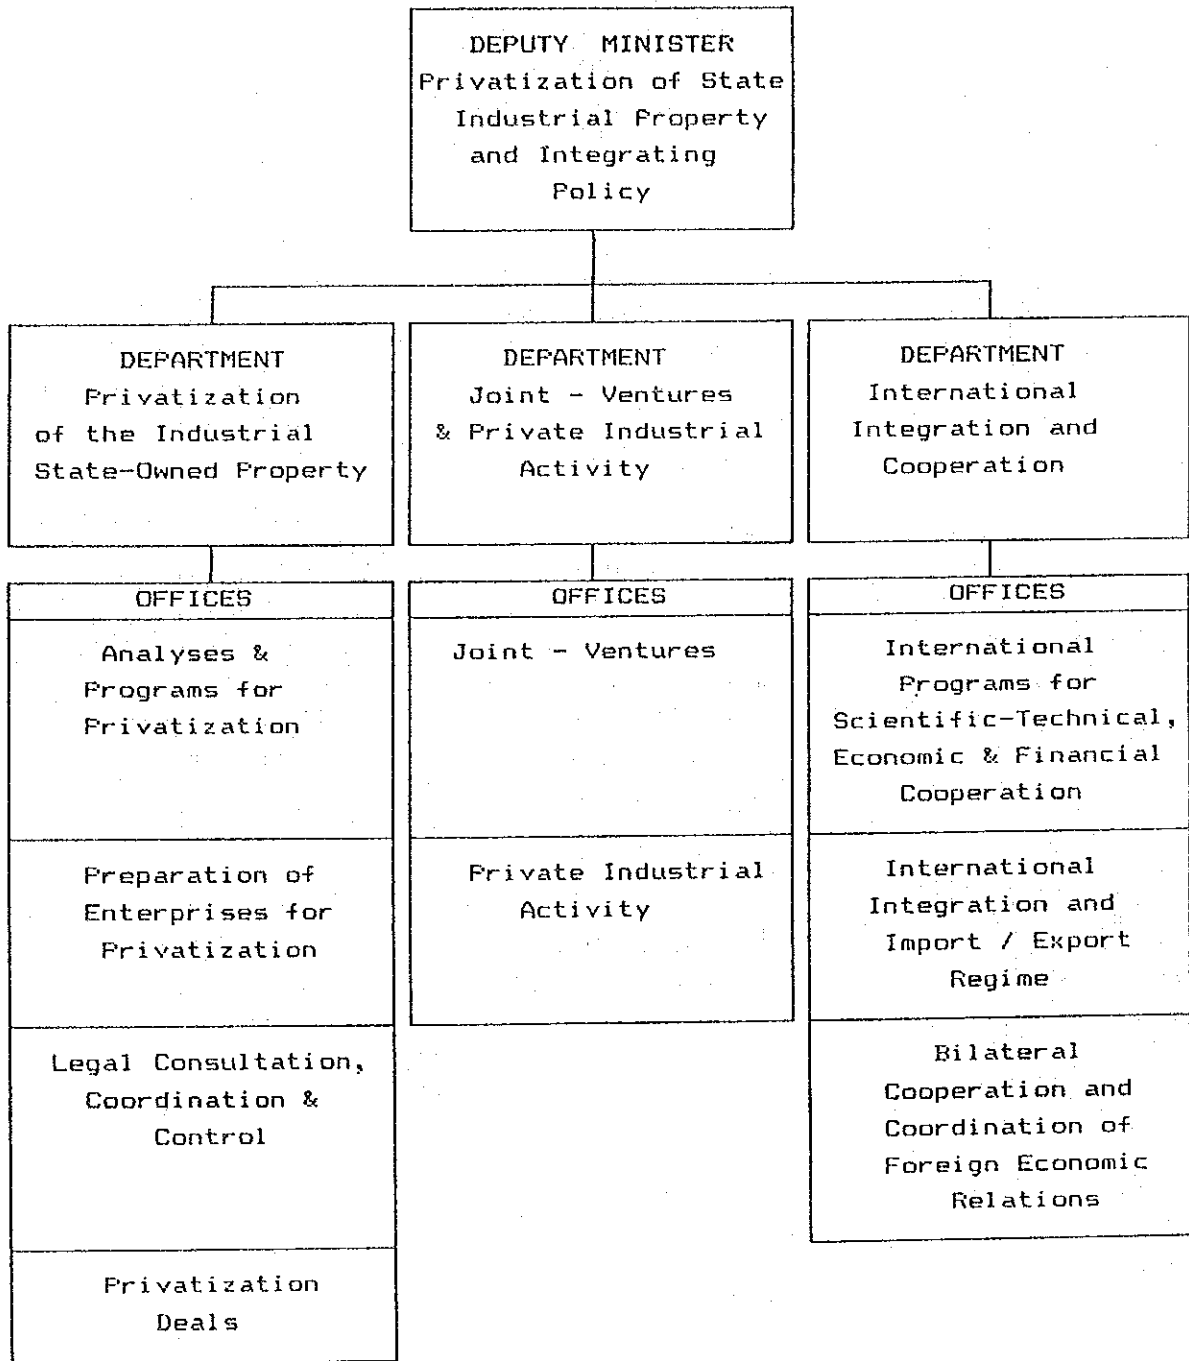 DEPUTY MINISTER
Privatization of State
Industrial Property
and Integrating
Policy
DEPARTMENT
Privatization
of the Industrial
State-Owned Property
DEPARTMENT
Joint - Ventures
& Private Industrial
Activity
DEPARTMENT
International
Integration and
Cooperation
OFFICES
Analyses &
Programs for
Privatization
Preparation of
Enterprises for
Privatization
Legal Consultation,
Coordination &
Control
Privatization
Deals
OFFICES
Joint - Ventures
Private Industrial
Activity
OFFICES
International
Programs for
Scientific-Technical,
Economic & Financial
Cooperation
International
Integration and
Import / Export
Regime
Bilateral
Cooperation and
Coordination of
Foreign Economic
Relations